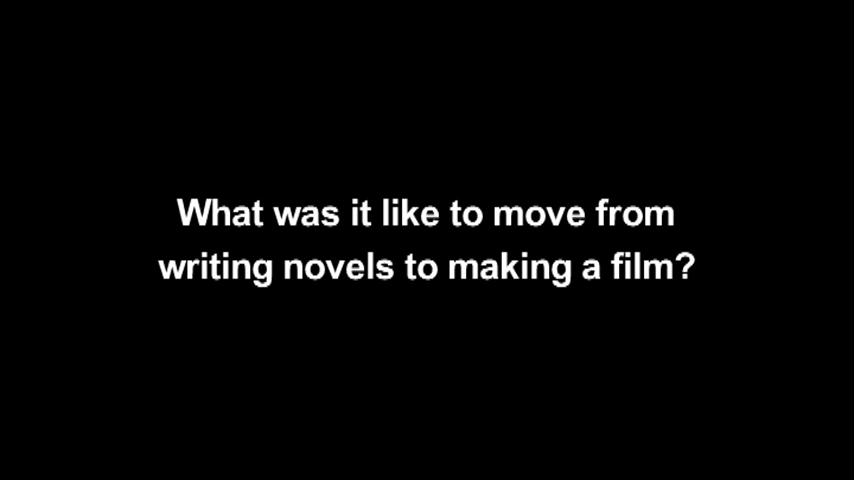 What was it like to move from
writing novels to making a film?